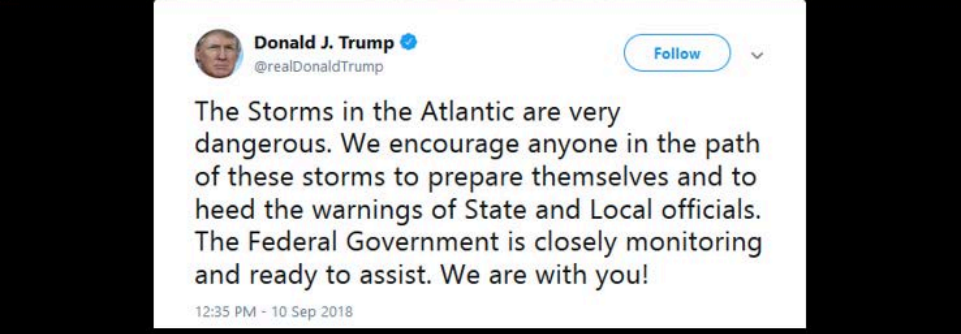 Donald J. Trump
@realDonaldTrump
Follow
The Storms in the Atlantic are very
dangerous. We encourage anyone in the path
of these storms to prepare themselves and to
heed the warnings of State and Local officials.
The Federal Government is closely monitoring
and ready to assist. We are with you!
12:35 PM - 10 Sep 2018